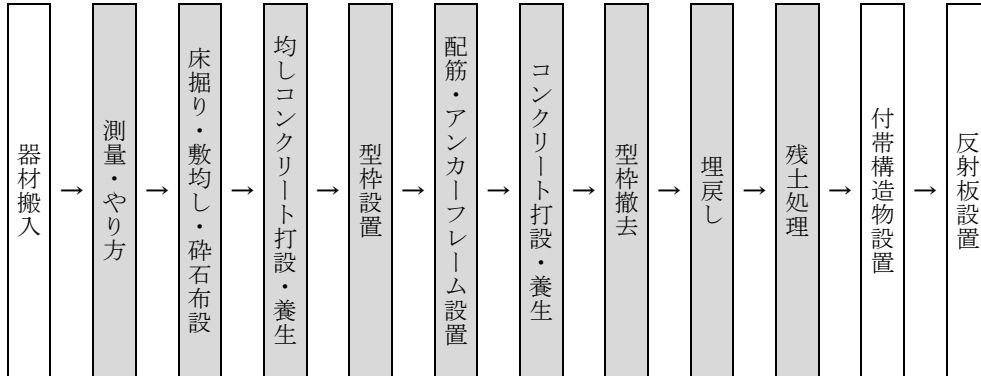 器材搬入
→
測量・やり方
→
床掘り・敷均し・砕石布設
→
均しコンクリート打設・養生
→
型枠設置
→
配筋・アンカーフレーム設置
→
コンクリート打設・養生
→
型枠撤去
→
埋戻し
→
残土処理
→
付帯構造物設置
→
反射板設置